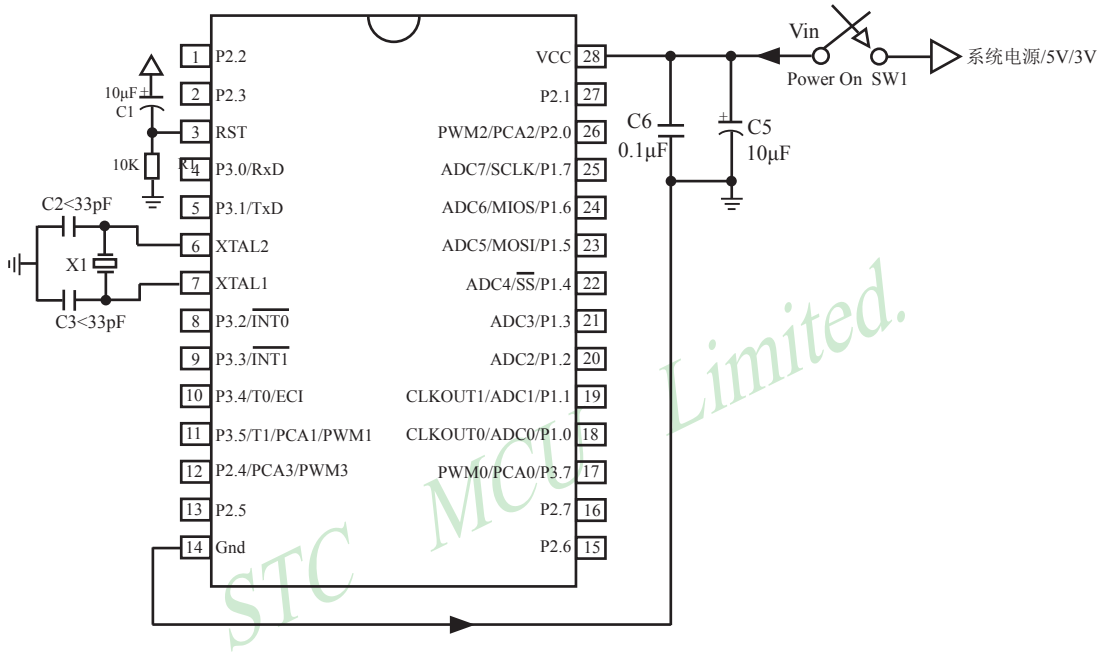 1 P2.2
2 P2.3
3 RST
4 P3.0/RxD
5 P3.1/TxD
6 XTAL2
7 XTAL1
8 P3.2/INT0
9 P3.3/INT1
10 P3.4/T0/ECI
11 P3.5/T1/PCA1/PWM1
12 P2.4/PCA3/PWM3
13 P2.5
14 Gnd
VCC 28
P2.1 27
PWM2/PCA2/P2.0 26
ADC7/SCLK/P1.7 25
ADC6/MIOS/P1.6 24
ADC5/MOSI/P1.5 23
ADC4/SS/P1.4 22
ADC3/P1.3 21
ADC2/P1.2 20
CLKOUT1/ADC1/P1.1 19
CLKOUT0/ADC0/P1.0 18
PWM0/PCA0/P3.7 17
P2.7 16
P2.6 15
10μF+
C1
10K R1
C2<33pF
X1
C3<33pF
C6
0.1μF
+ C5
10μF
Vin
Power On SW1
系统电源/5V/3V
STC MCU Limited.